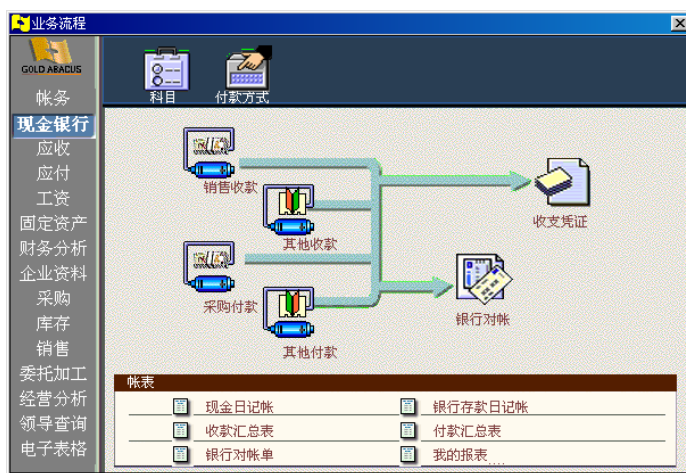 业务流程
GOLD ABACUS
帐务
现金银行
应收
应付
工资
固定资产
财务分析
企业资料
采购
库存
销售
委托加工
经营分析
领导查询
电子表格
科目
付款方式
销售收款
其他收款
采购付款
其他付款
收支凭证
银行对帐
帐表
现金日记帐
银行存款日记帐
收款汇总表
付款汇总表
银行对帐单
我的报表